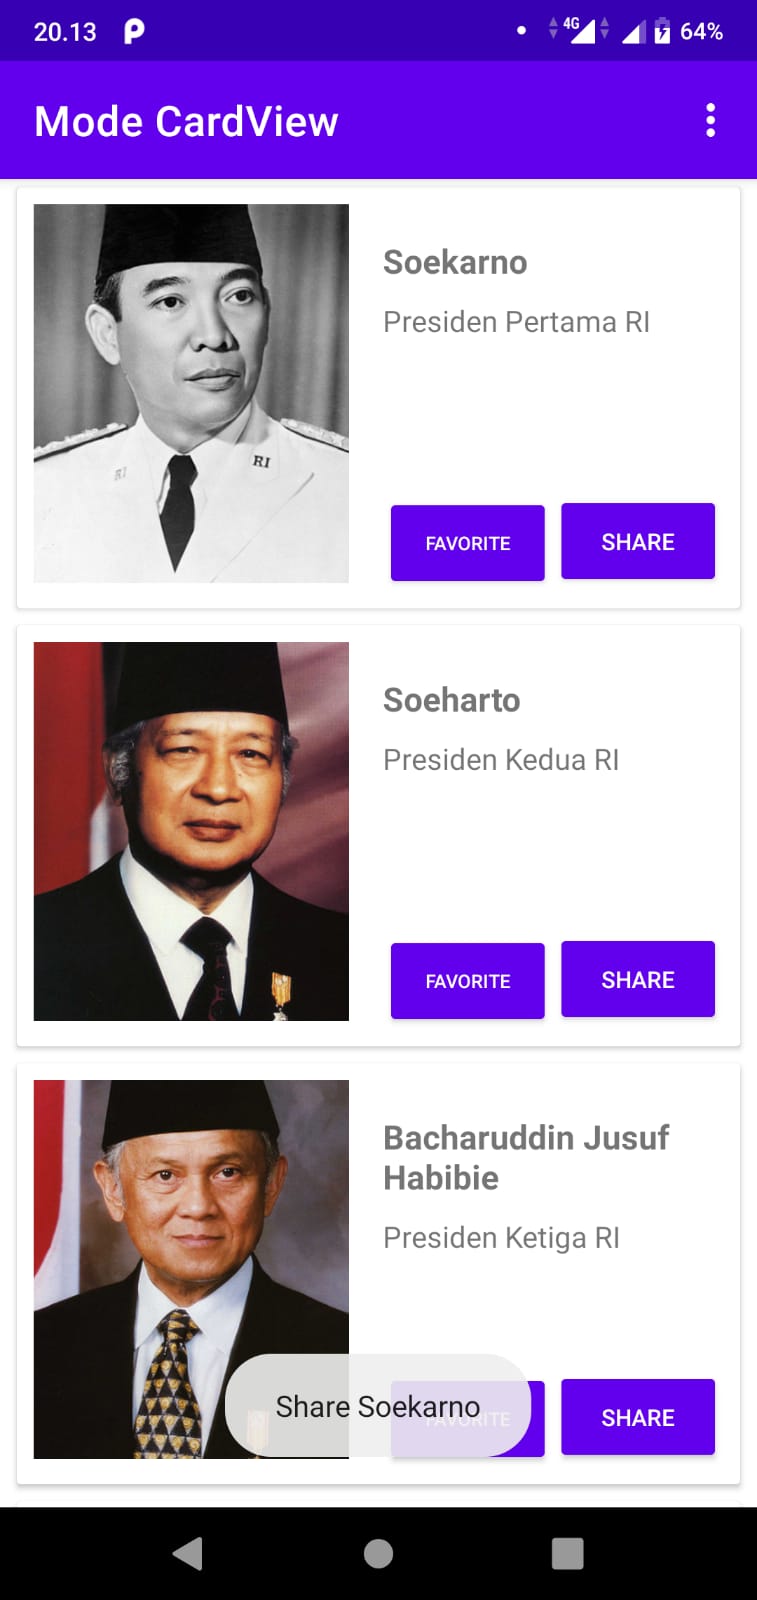 20.13
4G
64%
Mode CardView
RI
RI
Soekarno
Presiden Pertama RI
FAVORITE
SHARE
Soeharto
Presiden Kedua RI
FAVORITE
SHARE
Bacharuddin Jusuf
Habibie
Presiden Ketiga RI
FAVORITE
SHARE
Share Soekarno